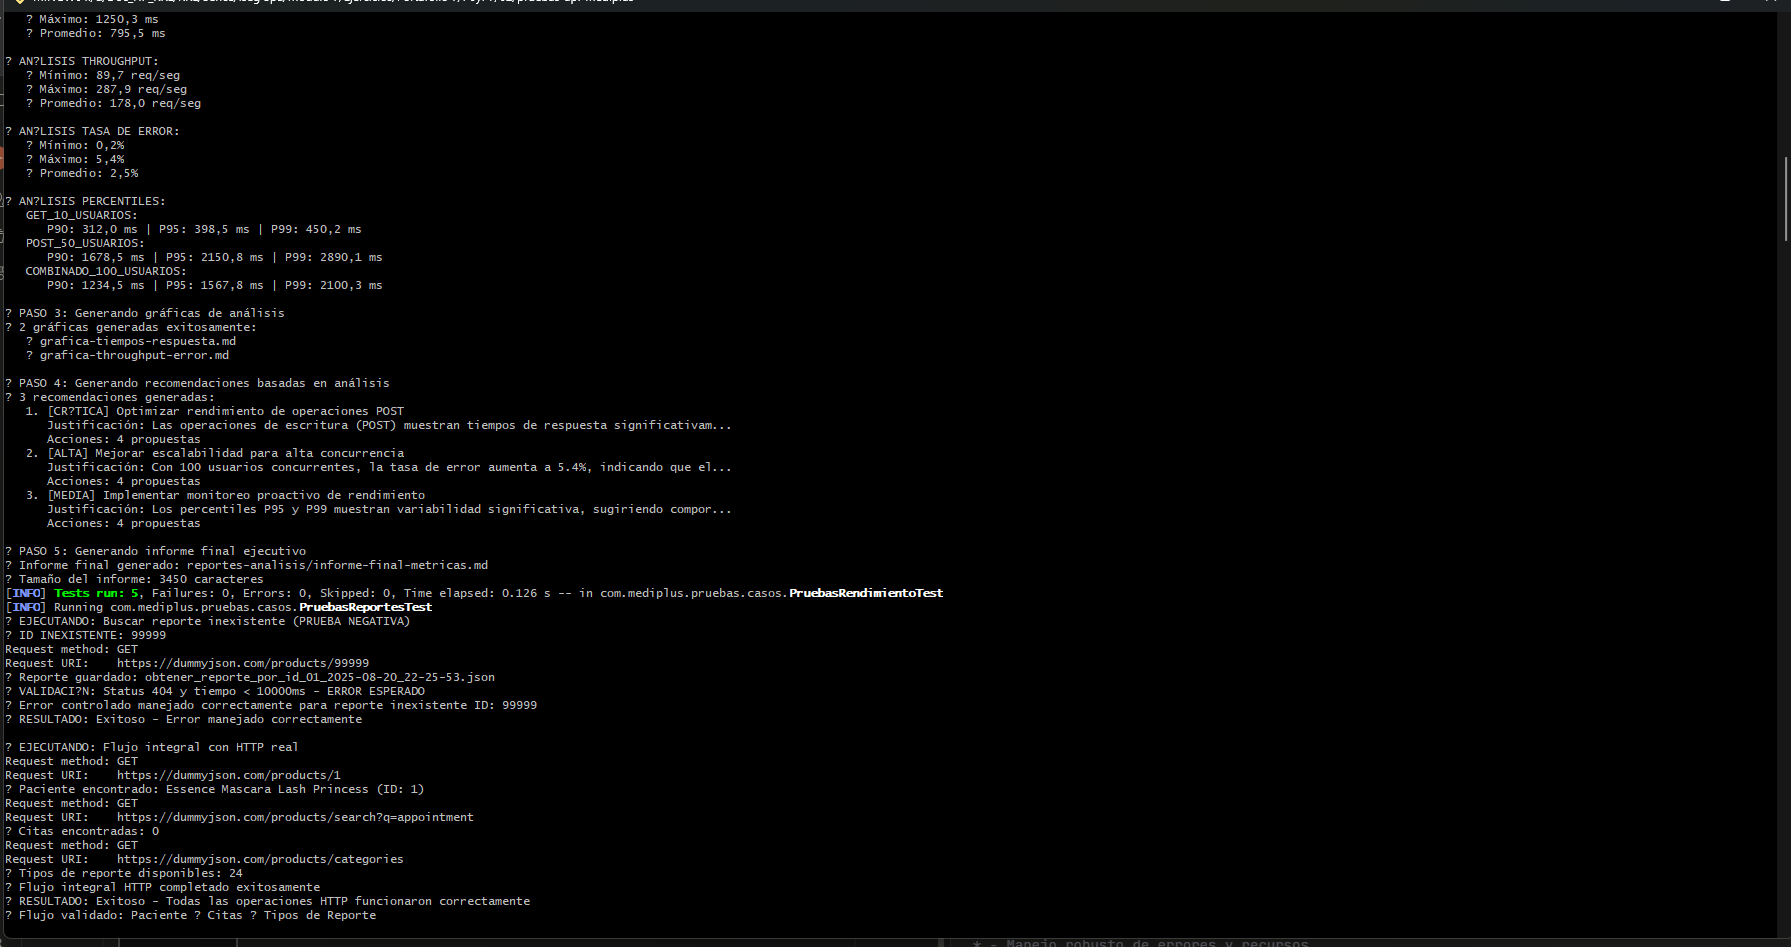 ? Máximo: 1250,3 ms
? Promedio: 795,5 ms
? AN?LISIS THROUGHPUT:
? Mínimo: 89,7 req/seg
? Máximo: 287,9 req/seg
? Promedio: 178,0 req/seg
? AN?LISIS TASA DE ERROR:
? Mínimo: 0,2%
? Máximo: 5,4%
? Promedio: 2,5%
? AN?LISIS PERCENTILES:
GET_10_USUARIOS:
P90: 312,0 ms | P95: 398,5 ms | P99: 450,2 ms
POST_50_USUARIOS:
P90: 1678,5 ms | P95: 2150,8 ms | P99: 2890,1 ms
COMBINADO_100_USUARIOS:
P90: 1234,5 ms | P95: 1567,8 ms | P99: 2100,3 ms
? PASO 3: Generando gráficas de análisis
? 2 gráficas generadas exitosamente:
? grafica-tiempos-respuesta.md
? grafica-throughput-error.md
? PASO 4: Generando recomendaciones basadas en análisis
? 3 recomendaciones generadas:
1. [CR?TICA] Optimizar rendimiento de operaciones POST
Justificación: Las operaciones de escritura (POST) muestran tiempos de respuesta significativam...
Acciones: 4 propuestas
2. [ALTA] Mejorar escalabilidad para alta concurrencia
Justificación: Con 100 usuarios concurrentes, la tasa de error aumenta a 5.4%, indicando que el...
Acciones: 4 propuestas
3. [MEDIA] Implementar monitoreo proactivo de rendimiento
Justificación: Los percentiles P95 y P99 muestran variabilidad significativa, sugiriendo compor...
Acciones: 4 propuestas
? PASO 5: Generando informe final ejecutivo
? Informe final generado: reportes-analisis/informe-final-metricas.md
? Tamaño del informe: 3450 caracteres
[INFO] Tests run: 5, Failures: 0, Errors: 0, Skipped: 0, Time elapsed: 0.126 s -- in com.mediplus.pruebas.casos.PruebasRendimientoTest
[INFO] Running com.mediplus.pruebas.casos.PruebasReportesTest
? EJECUTANDO: Buscar reporte inexistente (PRUEBA NEGATIVA)
? ID INEXISTENTE: 99999
Request method: GET
Request URI:    https://dummyjson.com/products/99999
? Reporte guardado: obtener_reporte_por_id_01_2025-08-20_22-25-53.json
? VALIDACI?N: Status 404 y tiempo < 10000ms - ERROR ESPERADO
? Error controlado manejado correctamente para reporte inexistente ID: 99999
? RESULTADO: Exitoso - Error manejado correctamente
? EJECUTANDO: Flujo integral con HTTP real
Request method: GET
Request URI:    https://dummyjson.com/products/1
? Paciente encontrado: Essence Mascara Lash Princess (ID: 1)
Request method: GET
Request URI:    https://dummyjson.com/products/search?q=appointment
? Citas encontradas: 0
Request method: GET
Request URI:    https://dummyjson.com/products/categories
? Tipos de reporte disponibles: 24
? Flujo integral HTTP completado exitosamente
? RESULTADO: Exitoso - Todas las operaciones HTTP funcionaron correctamente
? Flujo validado: Paciente ? Citas ? Tipos de Reporte
* - Manejo robusto de errores y recursos